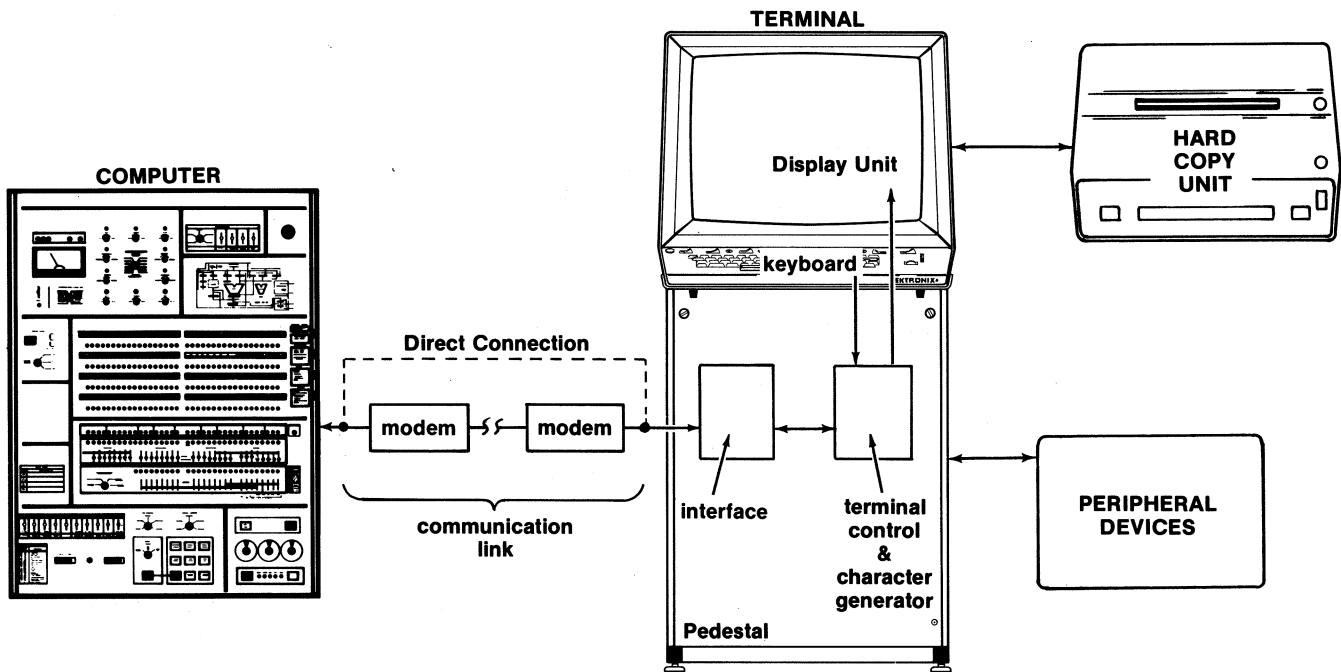 TERMINAL
COMPUTER
Display Unit
HARD
COPY
UNIT
keyboard
EKTRONIX
Direct Connection
modem
modem
communication
link
interface
terminal
control
&
character
generator
PERIPHERAL
DEVICES
Pedestal